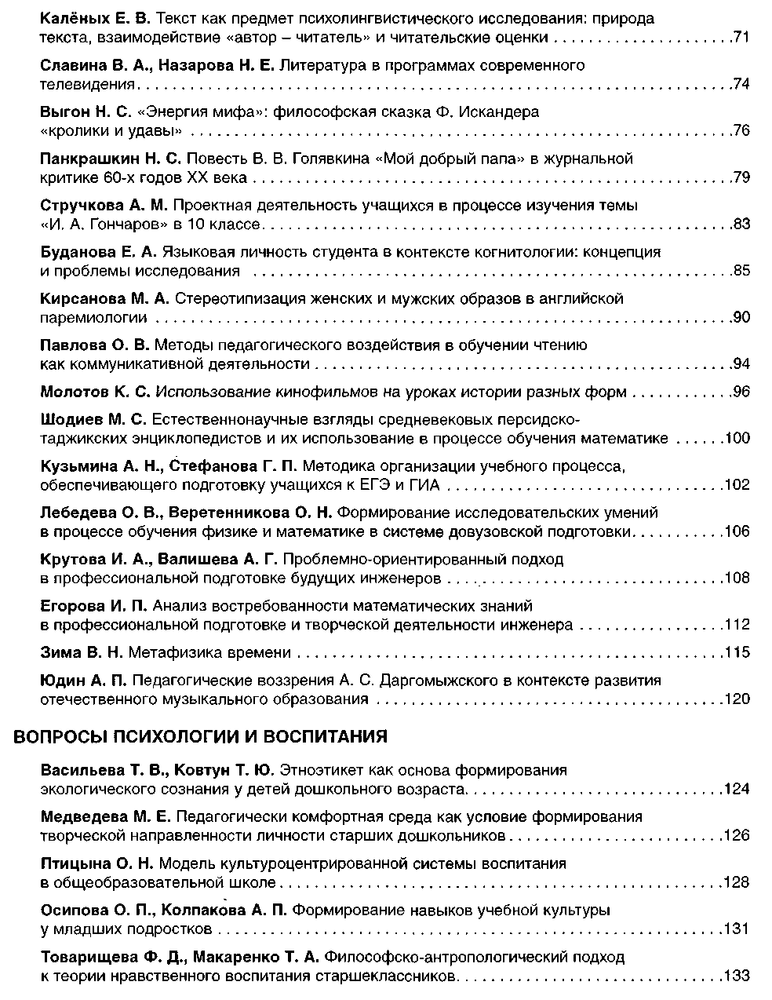 Калёных Е. В. Текст как предмет психолингвистического исследования: природа
текста, взаимодействие «автор – читатель» и читательские оценки . . . . . . . . . . . . . . . . . . . . .71
Славина В. А., Назарова Н. Е. Литература в программах современного
телевидения. . . . . . . . . . . . . . . . . . . . . . . . . . . . . . . . . . . . . . . . . . . . . . . . . . . . . . . . . . . . . . . . . . . .74
Выгон Н. С. «Энергия мифа»: философская сказка Ф. Искандера
«кролики и удавы» . . . . . . . . . . . . . . . . . . . . . . . . . . . . . . . . . . . . . . . . . . . . . . . . . . . . . . . . . . . . . .76
Панкрашкин Н. С. Повесть В. В. Голявкина «Мой добрый папа» в журнальной
критике 60-х годов XX века . . . . . . . . . . . . . . . . . . . . . . . . . . . . . . . . . . . . . . . . . . . . . . . . . . . . . . .79
Стручкова А. М. Проектная деятельность учащихся в процессе изучения темы
«И. А. Гончаров» в 10 классе. . . . . . . . . . . . . . . . . . . . . . . . . . . . . . . . . . . . . . . . . . . . . . . . . . . . . .83
Буданова Е. А. Языковая личность студента в контексте когнитологии: концепция
и проблемы исследования . . . . . . . . . . . . . . . . . . . . . . . . . . . . . . . . . . . . . . . . . . . . . . . . . . . . . . .85
Кирсанова М. А. Стереотипизация женских и мужских образов в английской
паремиологии . . . . . . . . . . . . . . . . . . . . . . . . . . . . . . . . . . . . . . . . . . . . . . . . . . . . . . . . . . . . . . . . . .90
Павлова О. В. Методы педагогического воздействия в обучении чтению
как коммуникативной деятельности . . . . . . . . . . . . . . . . . . . . . . . . . . . . . . . . . . . . . . . . . . . . . . . .94
Молотов К. С. Использование кинофильмов на уроках истории разных форм . . . . . . . . . . . .96
Шодиев М. С. Естественнонаучные взгляды средневековых персидско-
таджикских энциклопедистов и их использование в процессе обучения математике . . . . . .100
Кузьмина А. Н., Стефанова Г. П. Методика организации учебного процесса,
обеспечивающего подготовку учащихся к ЕГЭ и ГИА . . . . . . . . . . . . . . . . . . . . . . . . . . . . . . . .102
Лебедева О. В., Веретенникова О. Н. Формирование исследовательских умений
в процессе обучения физике и математике в системе довузовской подготовки. . . . . . . . . . .106
Крутова И. А., Валишева А. Г. Проблемно-ориентированный подход
в профессиональной подготовке будущих инженеров . . . . . . . . . . . . . . . . . . . . . . . . . . . . . . . .108
Егорова И. П. Анализ востребованности математических знаний
в профессиональной подготовке и творческой деятельности инженера . . . . . . . . . . . . . . . . .112
Зима В. Н. Метафизика времени . . . . . . . . . . . . . . . . . . . . . . . . . . . . . . . . . . . . . . . . . . . . . . . . .115
Юдин А. П. Педагогические воззрения А. С. Даргомыжского в контексте развития
отечественного музыкального образования . . . . . . . . . . . . . . . . . . . . . . . . . . . . . . . . . . . . . . . .120
ВОПРОСЫ ПСИХОЛОГИИ И ВОСПИТАНИЯ
Васильева Т. В., Ковтун Т. Ю. Этноэтикет как основа формирования
экологического сознания у детей дошкольного возраста. . . . . . . . . . . . . . . . . . . . . . . . . . . . . .124
Медведева М. Е. Педагогически комфортная среда как условие формирования
творческой направленности личности старших дошкольников . . . . . . . . . . . . . . . . . . . . . . . . .126
Птицына О. Н. Модель культуроцентрированной системы воспитания
в общеобразовательной школе . . . . . . . . . . . . . . . . . . . . . . . . . . . . . . . . . . . . . . . . . . . . . . . . . . .128
Осипова О. П., Колпакова А. П. Формирование навыков учебной культуры
у младших подростков . . . . . . . . . . . . . . . . . . . . . . . . . . . . . . . . . . . . . . . . . . . . . . . . . . . . . . . . . .131
Товарищева Ф. Д., Макаренко Т. А. Философско-антропологический подход
к теории нравственного воспитания старшеклассников. . . . . . . . . . . . . . . . . . . . . . . . . . . . . . .133